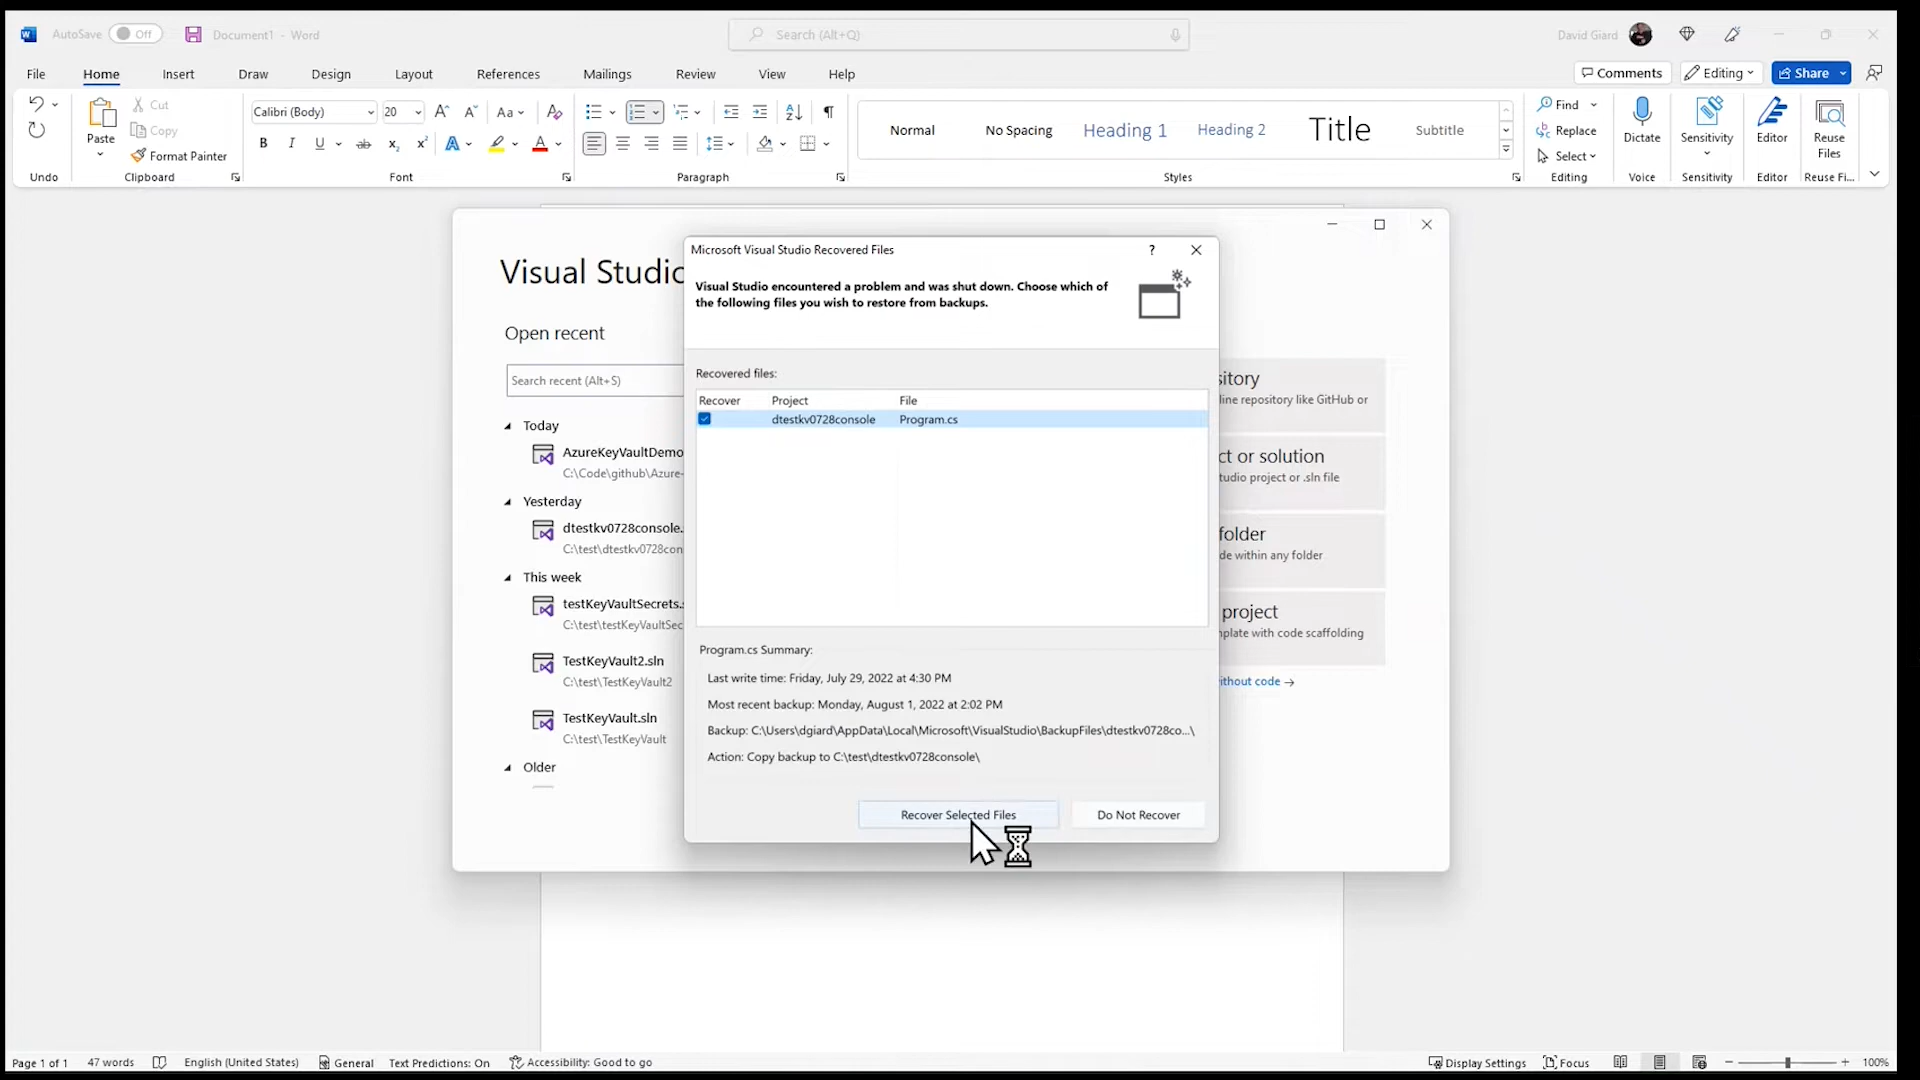 AutoSave Off Document1 - Word Search (Alt+Q) David Giard
File Home Insert Draw Design Layout References Mailings Review View Help Comments Editing Share
Calibri (Body) 20 Aa
Paste Cut Copy Format Painter
B I U ab x₂ x² A A
Normal No Spacing Heading 1 Heading 2 Title Subtitle
Find Replace Select
Dictate Sensitivity Editor Reuse Files
Undo Clipboard Font Paragraph Styles Editing Voice Sensitivity Editor Reuse Fi...
Visual Studio
Open recent
Search recent (Alt+S)
Today
AzureKeyVaultDemo
C:\Code\github\Azure-
Yesterday
dtestkv0728console.
C:\test\dtestkv0728con
This week
testKeyVaultSecrets.s
C:\test\testKeyVaultSec
TestKeyVault2.sln
C:\test\TestKeyVault2
TestKeyVault.sln
C:\test\TestKeyVault
Older
Microsoft Visual Studio Recovered Files ?
Visual Studio encountered a problem and was shut down. Choose which of
the following files you wish to restore from backups.
Recovered files:
Recover Project File
dtestkv0728console Program.cs
Program.cs Summary:
Last write time: Friday, July 29, 2022 at 4:30 PM
Most recent backup: Monday, August 1, 2022 at 2:02 PM
Backup: C:\Users\dgiard\AppData\Local\Microsoft\VisualStudio\BackupFiles\dtestkv0728co...\
Action: Copy backup to C:\test\dtestkv0728console\
Recover Selected Files Do Not Recover
sitory
line repository like GitHub or
ct or solution
tudio project or .sln file
folder
de within any folder
project
mplate with code scaffolding
ithout code →
Page 1 of 1 47 words English (United States) General Text Predictions: On Accessibility: Good to go Display Settings Focus 100%